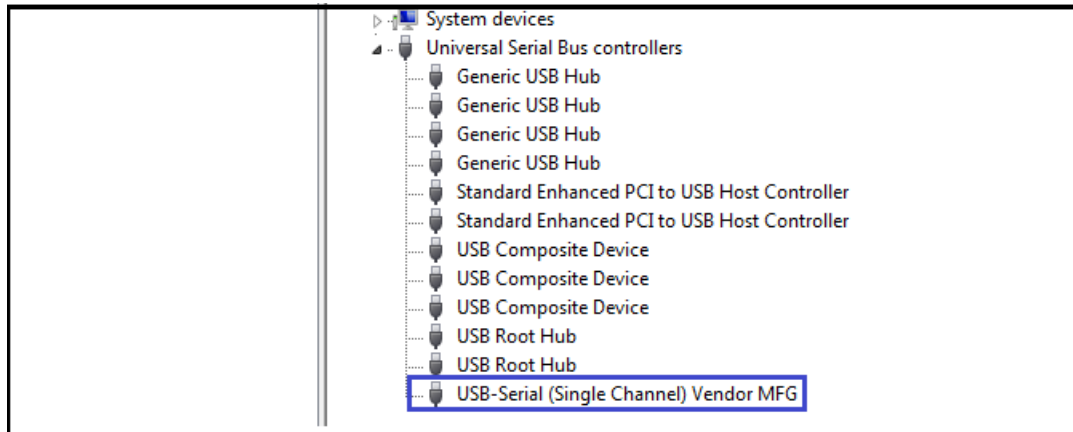 System devices
Universal Serial Bus controllers
Generic USB Hub
Generic USB Hub
Generic USB Hub
Generic USB Hub
Standard Enhanced PCI to USB Host Controller
Standard Enhanced PCI to USB Host Controller
USB Composite Device
USB Composite Device
USB Composite Device
USB Root Hub
USB Root Hub
USB-Serial (Single Channel) Vendor MFG